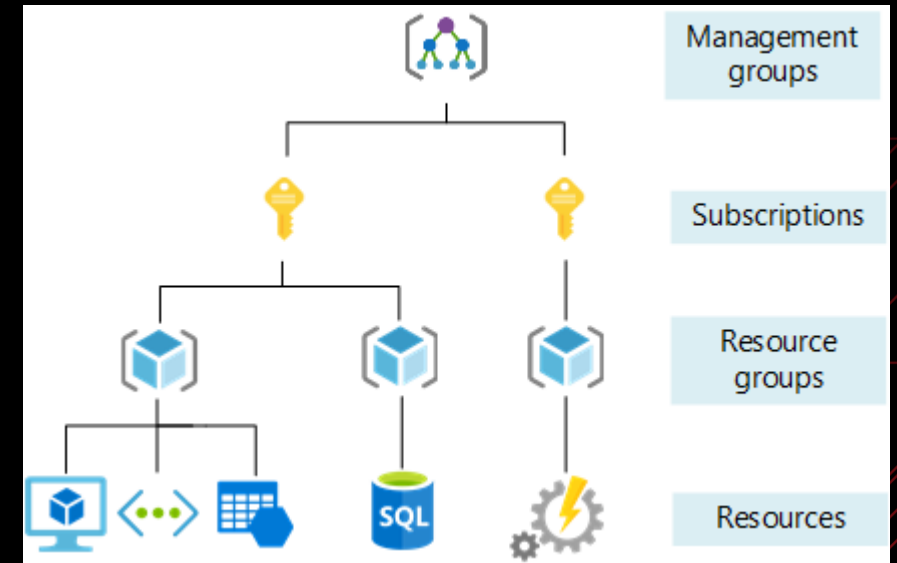 Management
groups
Subscriptions
Resource
groups
SQL
Resources